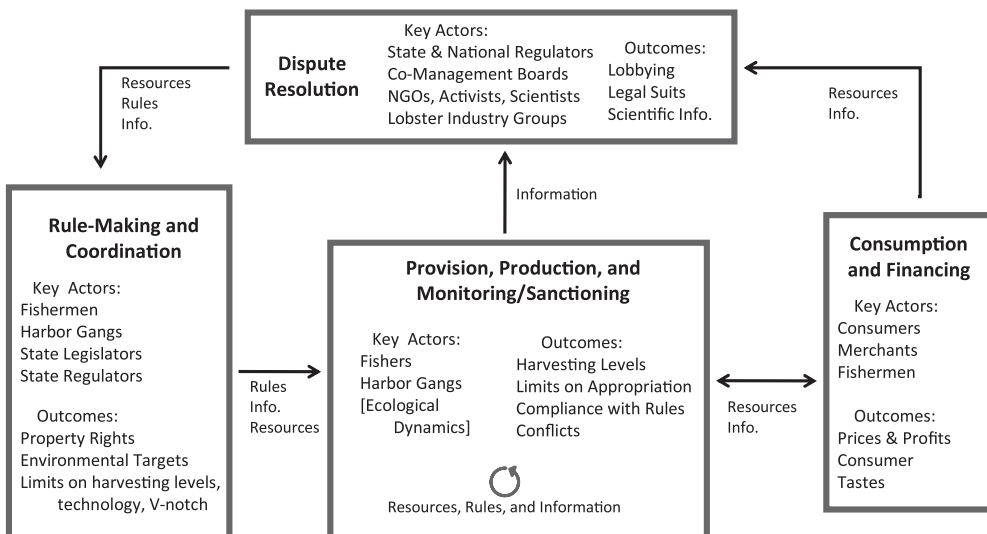 Dispute
Resolution
Key Actors:
State & National Regulators
Co-Management Boards
NGOs, Activists, Scientists
Lobster Industry Groups
Outcomes:
Lobbying
Legal Suits
Scientific Info.
Resources
Rules
Info.
Resources
Info.
Information
Rule-Making and
Coordination
Key Actors:
Fishermen
Harbor Gangs
State Legislators
State Regulators
Outcomes:
Property Rights
Environmental Targets
Limits on harvesting levels,
technology, V-notch
Rules
Info.
Resources
Provision, Production, and
Monitoring/Sanctioning
Key Actors:
Fishers
Harbor Gangs
[Ecological
Dynamics]
Outcomes:
Harvesting Levels
Limits on Appropriation
Compliance with Rules
Conflicts
Resources, Rules, and Information
Resources
Info.
Consumption
and Financing
Key Actors:
Consumers
Merchants
Fishermen
Outcomes:
Prices & Profits
Consumer
Tastes